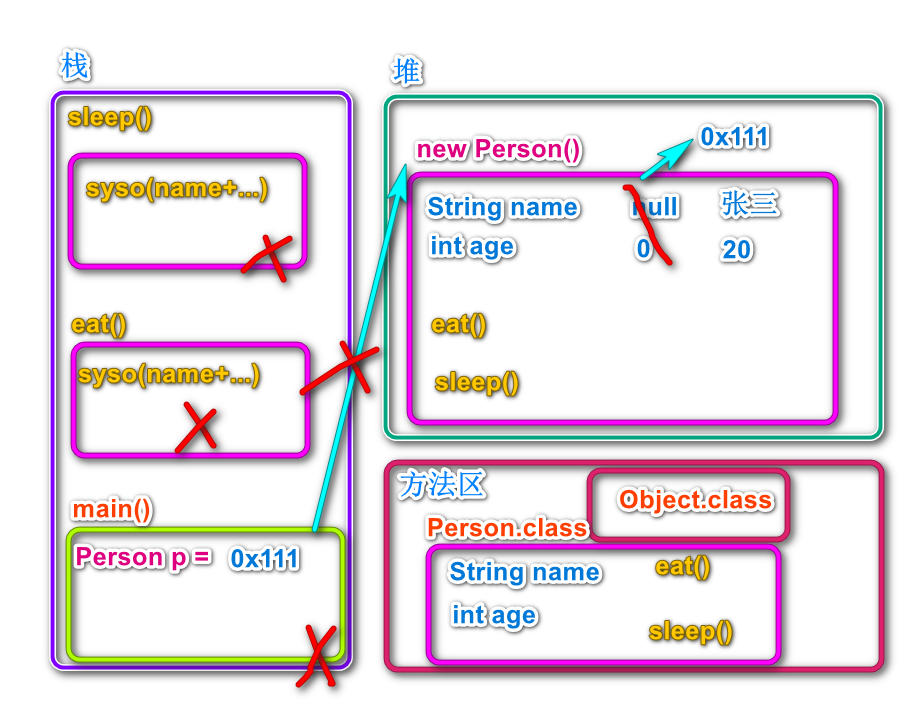 栈
sleep()
syso(name+...)
eat()
syso(name+...)
main()
Person p = 0x111
堆
new Person()
0x111
String name null 张三
int age 0 20
eat()
sleep()
方法区
Object.class
Person.class
String name eat()
int age
sleep()